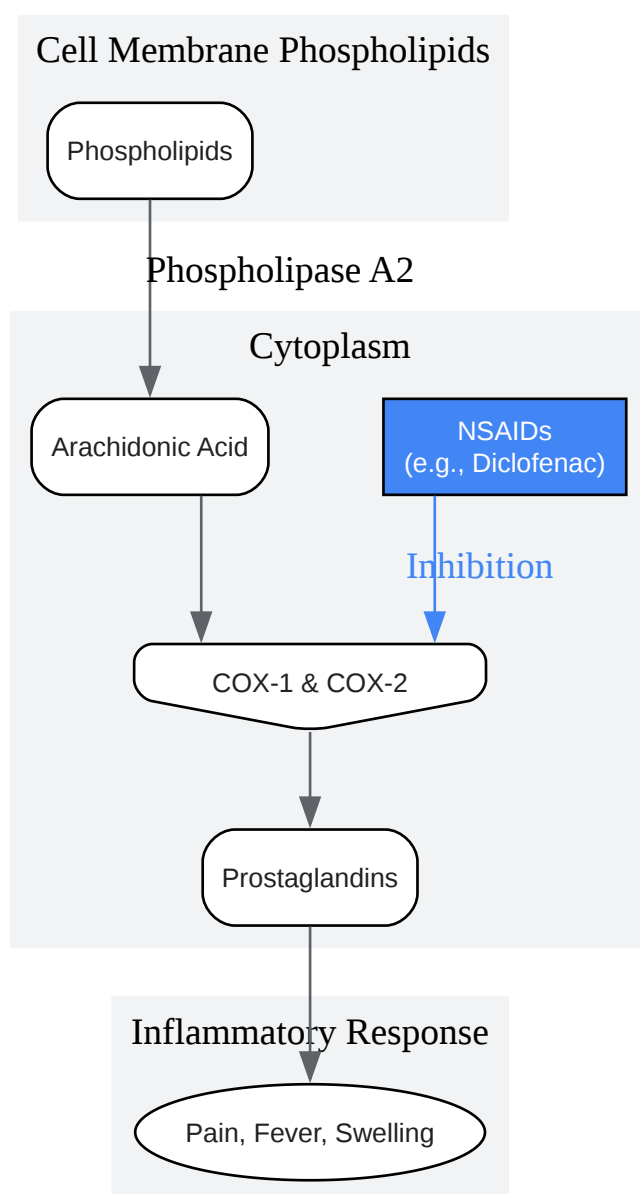 Cell Membrane Phospholipids
Phospholipids
Phospholipase A2
Cytoplasm
Arachidonic Acid
NSAIDs
(e.g., Diclofenac)
Inhibition
COX-1 & COX-2
Prostaglandins
Inflammatory Response
Pain, Fever, Swelling